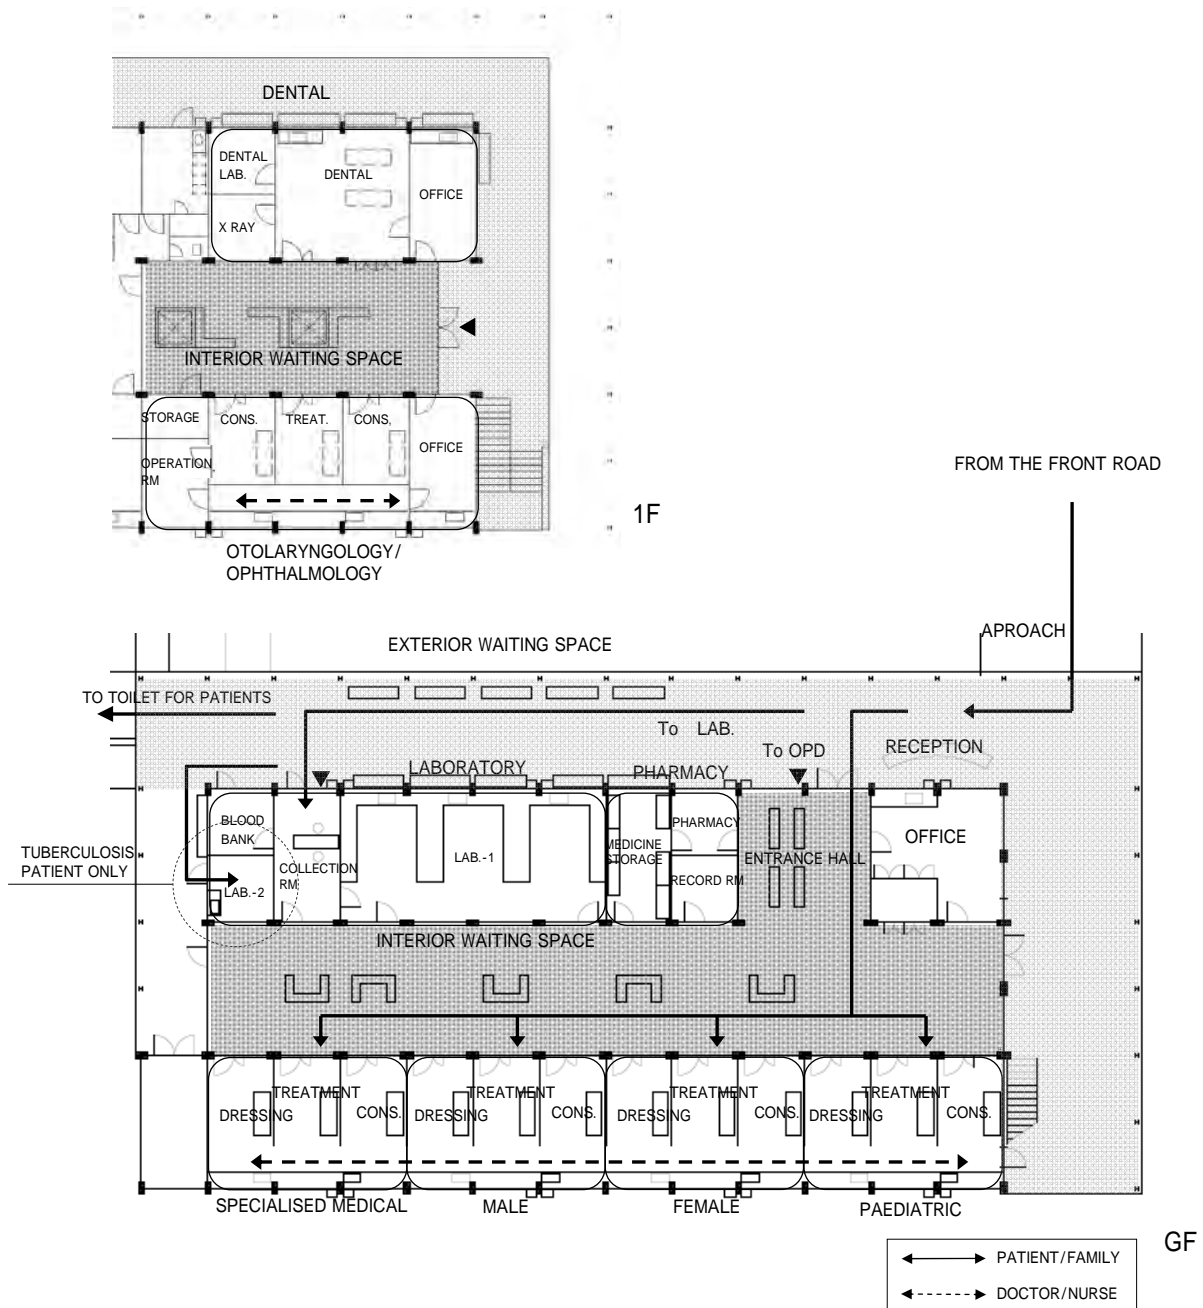 DENTAL
DENTAL
LAB.
DENTAL
OFFICE
X RAY
INTERIOR WAITING SPACE
STORAGE
CONS.
TREAT.
CONS.
OFFICE
OPERATION
RM
OTOLARYNGOLOGY/
OPHTHALMOLOGY
1F
FROM THE FRONT ROAD
APROACH
EXTERIOR WAITING SPACE
TO TOILET FOR PATIENTS
To LAB.
To OPD
RECEPTION
LABORATORY
PHARMACY
BLOOD
BANK
TUBERCULOSIS
PATIENT ONLY
LAB.-2
COLLECTION
RM
LAB.-1
MEDICINE
STORAGE
PHARMACY
RECORD RM
ENTRANCE HALL
OFFICE
INTERIOR WAITING SPACE
TREATMENT
DRESSING
CONS.
TREATMENT
DRESSING
CONS.
TREATMENT
DRESSING
CONS.
TREATMENT
DRESSING
CONS.
SPECIALISED MEDICAL
MALE
FEMALE
PAEDIATRIC
GF
PATIENT/FAMILY
DOCTOR/NURSE